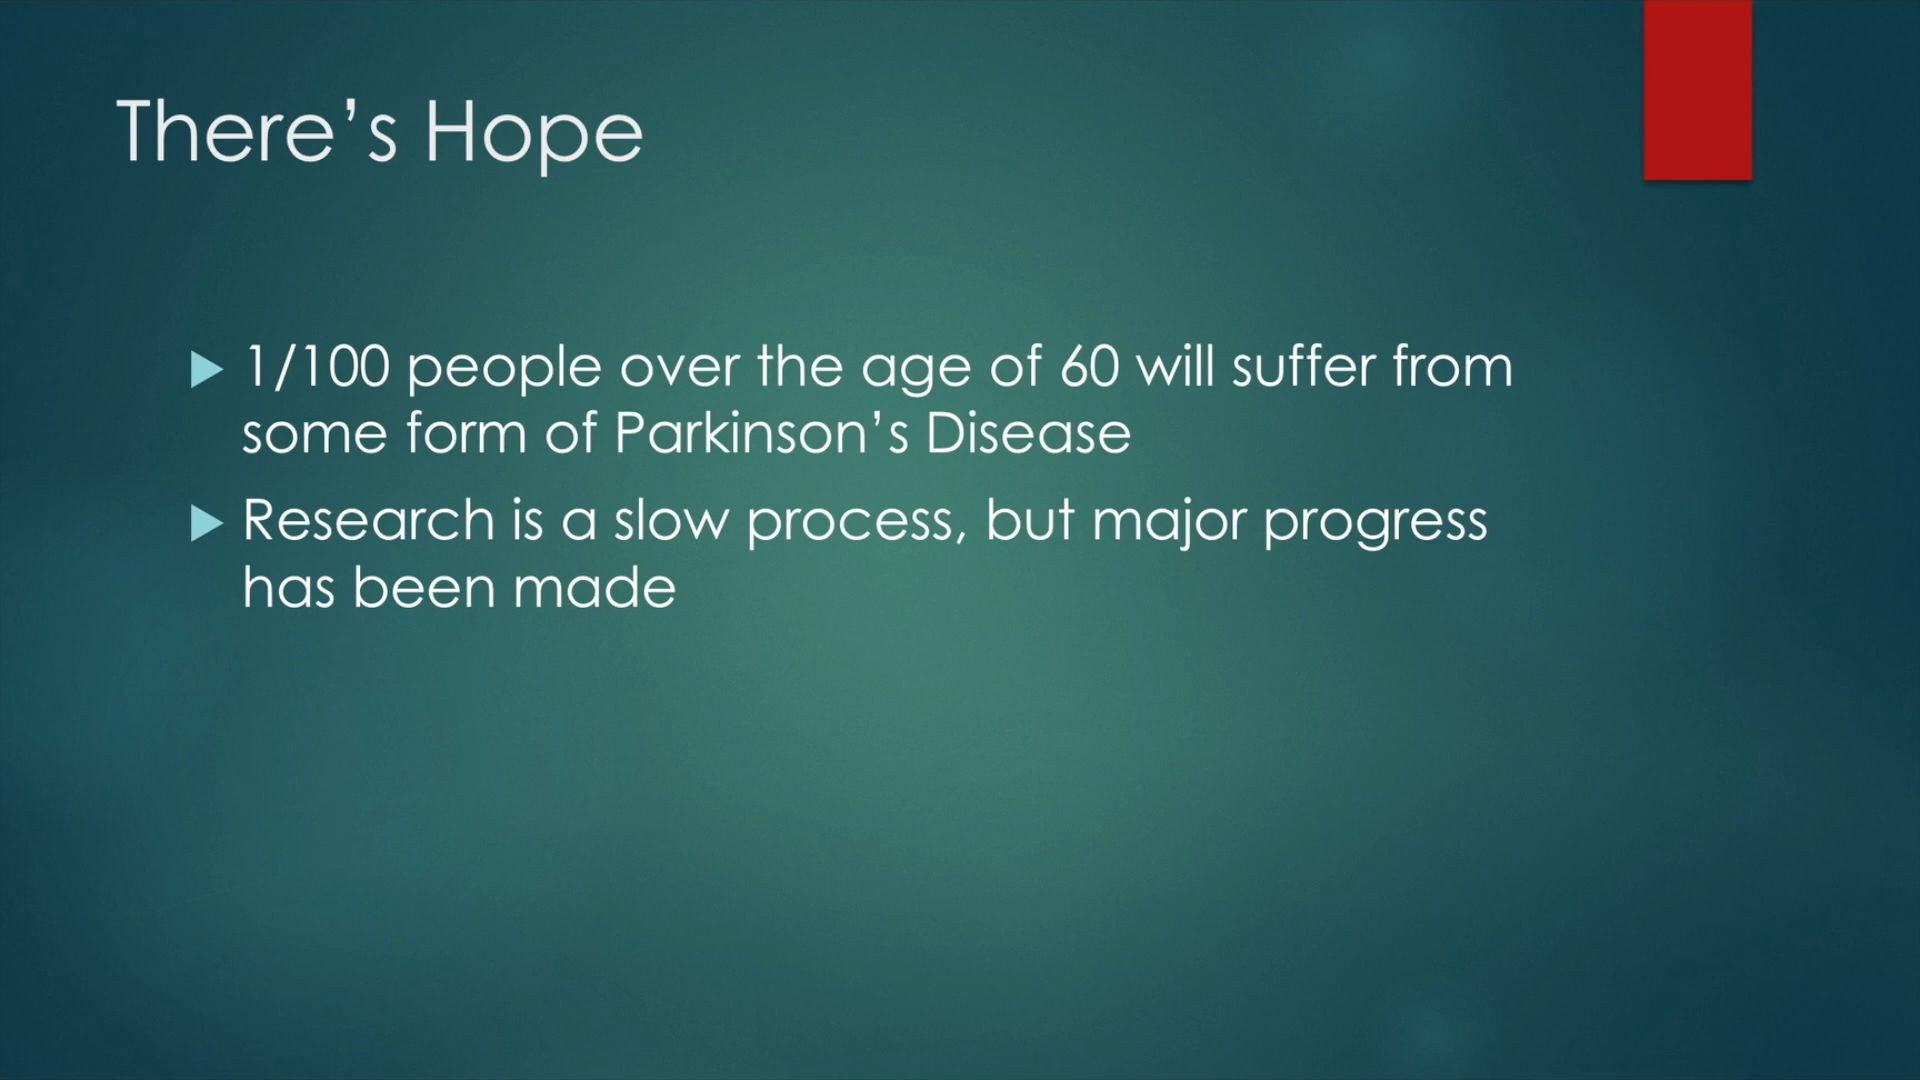 There’s Hope
1/100 people over the age of 60 will suffer from
some form of Parkinson’s Disease
Research is a slow process, but major progress
has been made